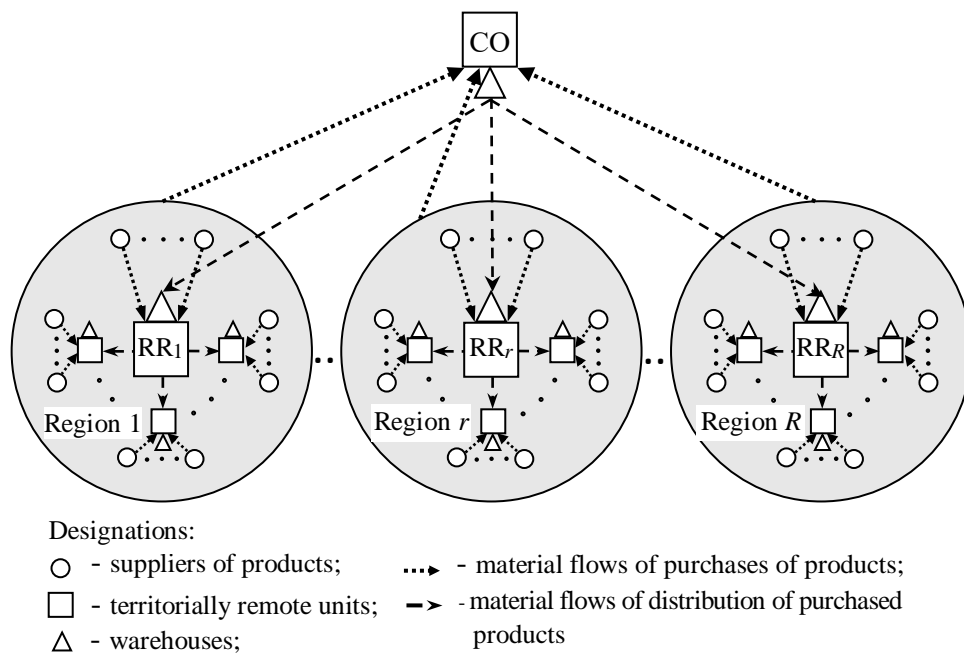 CO
RR1
RRr
RRR
Region 1
Region r
Region R
Designations:
- suppliers of products;
- territorially remote units;
- warehouses;
- material flows of purchases of products;
- material flows of distribution of purchased
products